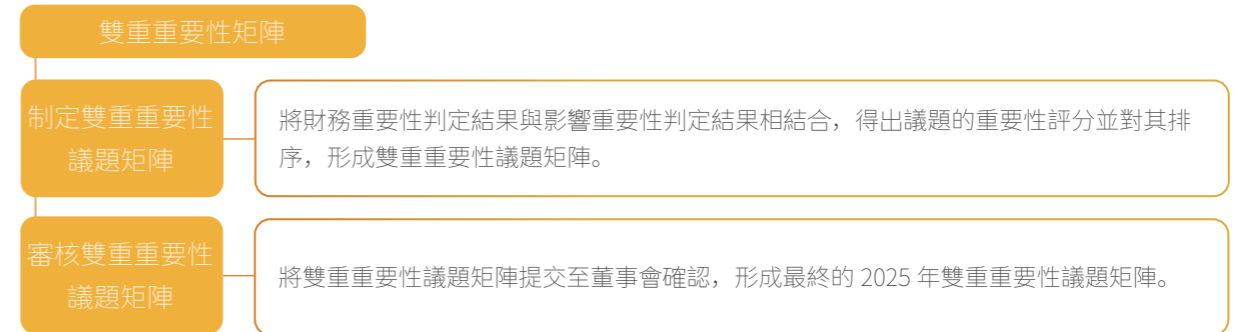 雙重重要性矩陣
制定雙重重要性
議題矩陣
將財務重要性判定結果與影響重要性判定結果相結合，得出議題的重要性評分並對其排
序，形成雙重重要性議題矩陣。
審核雙重重要性
議題矩陣
將雙重重要性議題矩陣提交至董事會確認，形成最終的 2025 年雙重重要性議題矩陣。